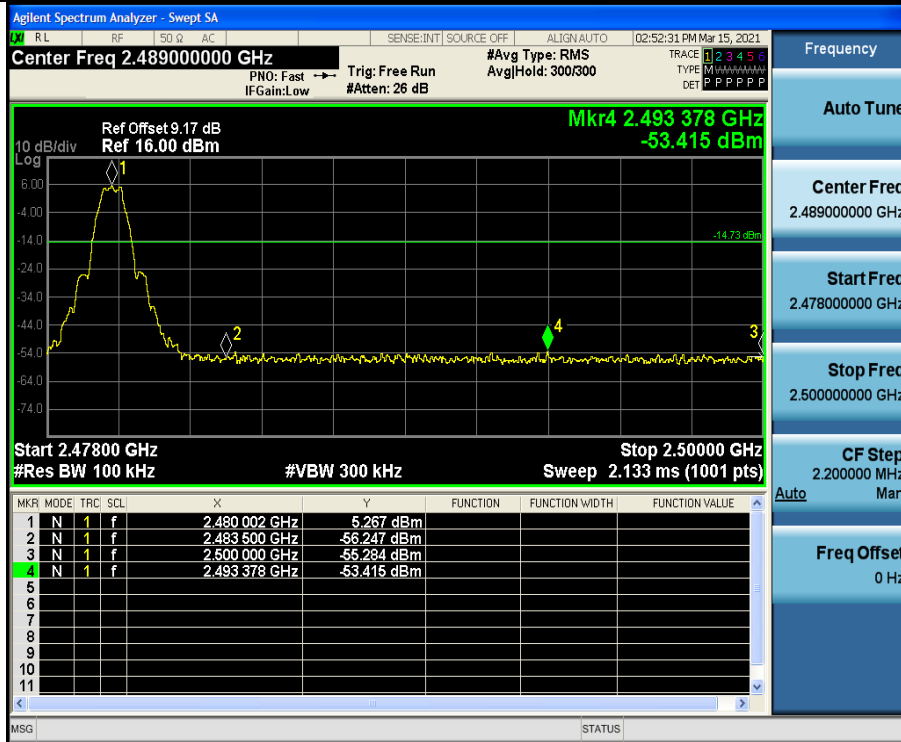 Agilent Spectrum Analyzer - Swept SA
LXI RL RF 50 Ω AC SENSE:INT SOURCE OFF ALIGN AUTO 02:52:31 PM Mar 15, 2021
Center Freq 2.489000000 GHz
PNO: Fast
IFGain:Low
Trig: Free Run
#Atten: 26 dB
#Avg Type: RMS
Avg|Hold: 300/300
TRACE 1 2 3 4 5 6
TYPE M
DET P P P P P P
Ref Offset 9.17 dB
10 dB/div Ref 16.00 dBm
Log
Mkr4 2.493 378 GHz
-53.415 dBm
1
6.00
-4.00
-14.0
-14.73 dBm
-24.0
-34.0
-44.0
2
4
3
-54.0
-64.0
-74.0
Start 2.47800 GHz Stop 2.50000 GHz
#Res BW 100 kHz #VBW 300 kHz Sweep 2.133 ms (1001 pts)
MKR MODE TRC SCL X Y FUNCTION FUNCTION WIDTH FUNCTION VALUE
1 N 1 f 2.480 002 GHz 5.267 dBm
2 N 1 f 2.483 500 GHz -56.247 dBm
3 N 1 f 2.500 000 GHz -55.284 dBm
4 N 1 f 2.493 378 GHz -53.415 dBm
5
6
7
8
9
10
11
MSG STATUS
Frequency
Auto Tune
Center Freq
2.489000000 GHz
Start Freq
2.478000000 GHz
Stop Freq
2.500000000 GHz
CF Step
2.200000 MHz
Auto Man
Freq Offset
0 Hz